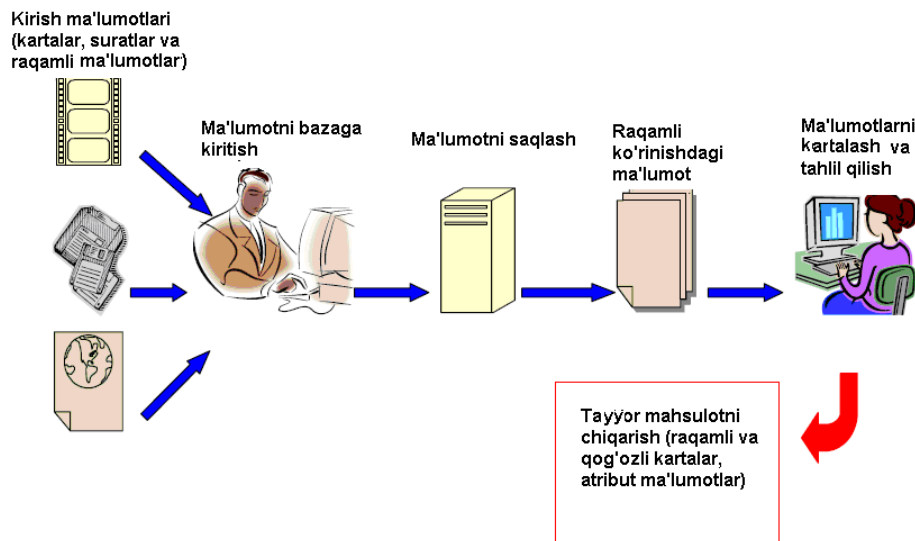 Kirish ma'lumotlari
(kartalar, suratlar va
raqamli ma'lumotlar)
Ma'lumotni bazaga
kiritish
Ma'lumotni saqlash
Raqamli
ko'rinishdagi
ma'lumot
Ma'lumotlarni
kartalash va
tahlil qilish
Tayyor mahsulotni
chiqarish (raqamli va
qog'ozli kartalar,
atribut ma'lumotlar)